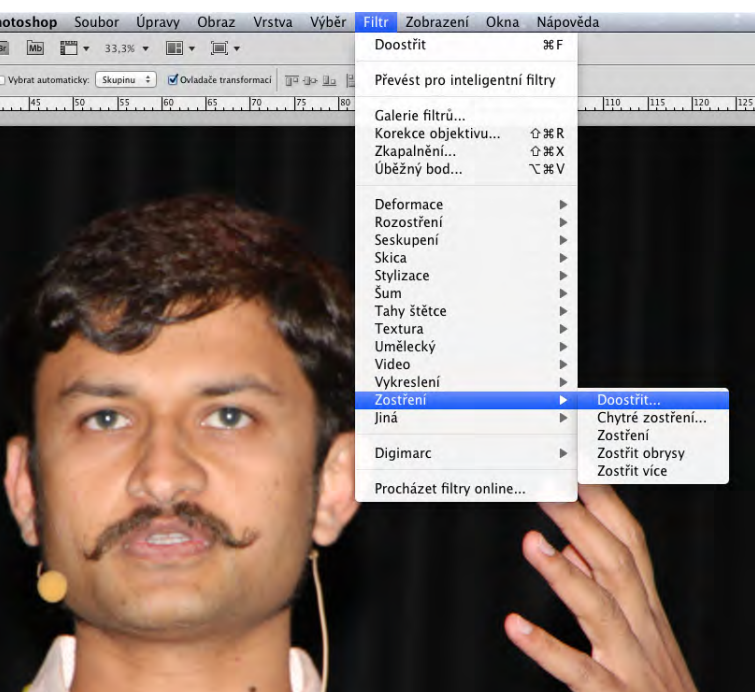 otoshop Soubor Úpravy Obraz Vrstva Výběr Filtr Zobrazení Okna Nápověda
Br Mb 33,3%
Vybrat automaticky: Skupinu Ovladače transformací
45 50 55 60 65 70 75 80 110 115 120 125
Doostřit ⌘F
Převést pro inteligentní filtry
Galerie filtrů...
Korekce objektivu... ⇧⌘R
Zkapalnění... ⇧⌘X
Úběžný bod... ⌥⌘V
Deformace
Rozostření
Seskupení
Skica
Stylizace
Šum
Tahy štětce
Textura
Umělecký
Video
Vykreslení
Zostření
Jiná
Digimarc
Procházet filtry online...
Doostřit...
Chytré zostření...
Zostření
Zostřit obrysy
Zostřit více